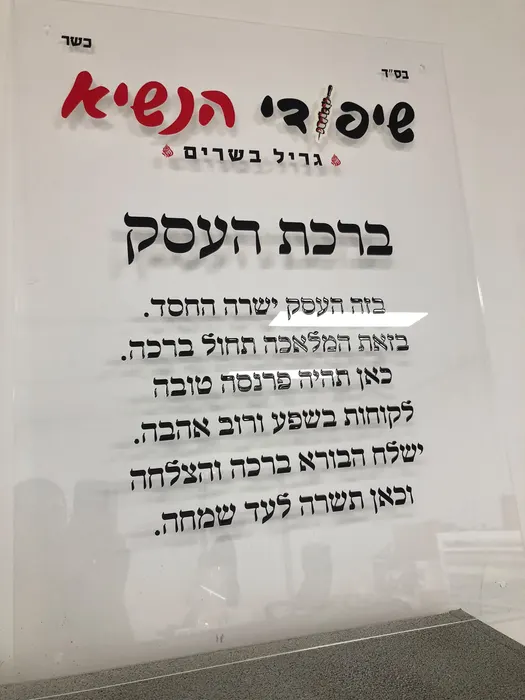 כשר
בס"ד
שיפודי הנשיא
גריל בשרים
ברכת העסק
בזה העסק ישרה החסד.
בזאת המלאכה תחול ברכה.
כאן תהיה פרנסה טובה
לקוחות בשפע ורוב אהבה.
ישלח הבורא ברכה והצלחה
וכאן תשרה לעד שמחה.